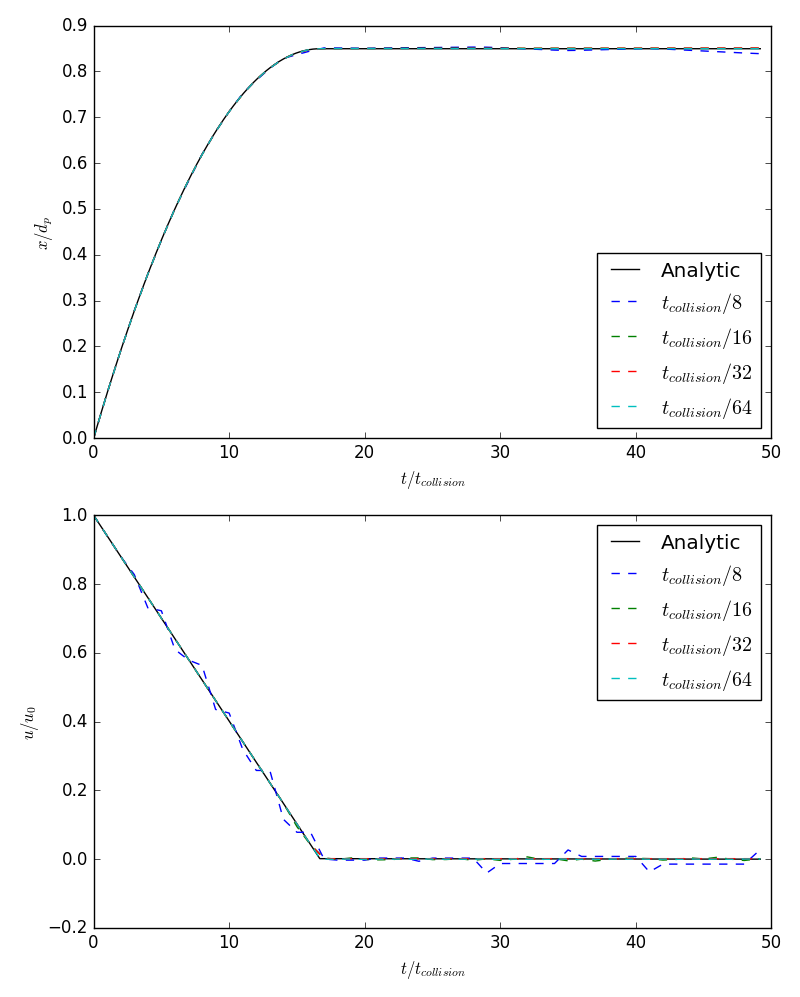 0.9
0.8
0.7
0.6
0.5
0.4
0.3
0.2
0.1
0.0
x/d_p
0 10 20 30 40 50
t/t_collision
Analytic
t_collision/8
t_collision/16
t_collision/32
t_collision/64
1.0
0.8
0.6
0.4
0.2
0.0
−0.2
u/u_0
0 10 20 30 40 50
t/t_collision
Analytic
t_collision/8
t_collision/16
t_collision/32
t_collision/64